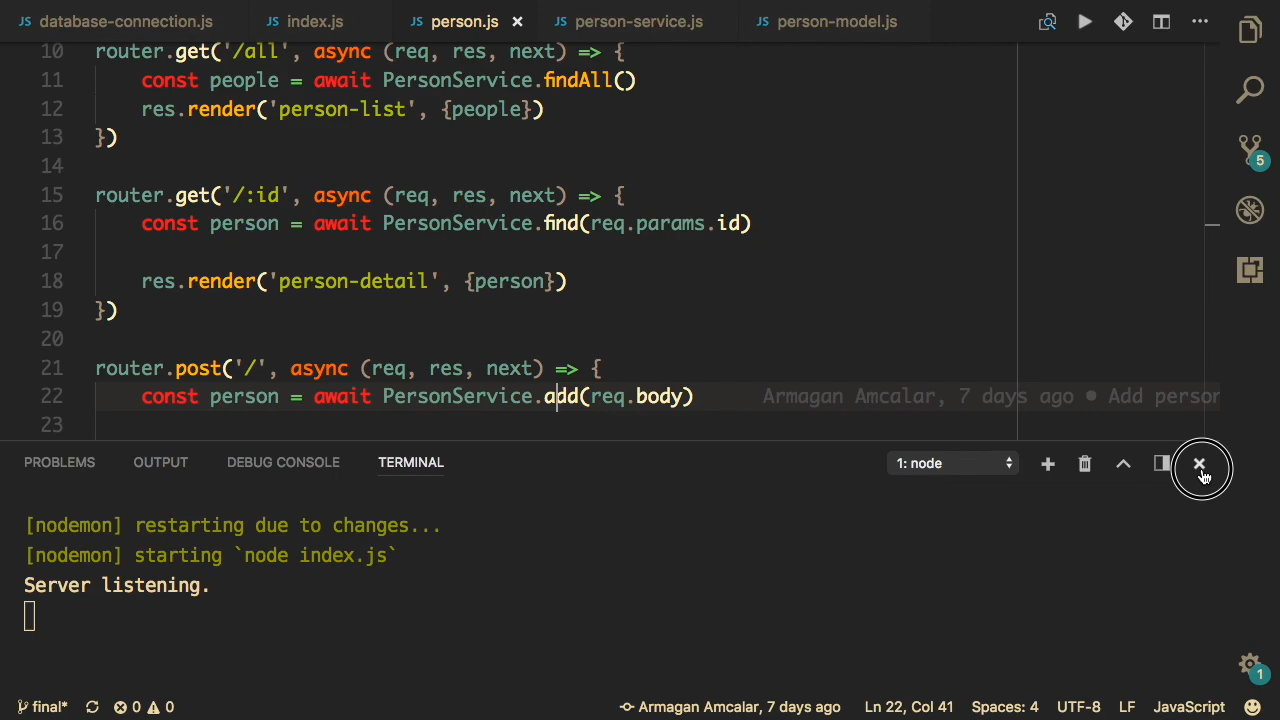 JS database-connection.js JS index.js JS person.js × JS person-service.js JS person-model.js
10 router.get('/all', async (req, res, next) => {
11 const people = await PersonService.findAll()
12 res.render('person-list', {people})
13 })
14
15 router.get('/:id', async (req, res, next) => {
16 const person = await PersonService.find(req.params.id)
17
18 res.render('person-detail', {person})
19 })
20
21 router.post('/', async (req, res, next) => {
22 const person = await PersonService.add(req.body) Armagan Amcalar, 7 days ago • Add person
23
5
PROBLEMS OUTPUT DEBUG CONSOLE TERMINAL 1: node
[nodemon] restarting due to changes...
[nodemon] starting `node index.js`
Server listening.
1
final* 0 0 Armagan Amcalar, 7 days ago Ln 22, Col 41 Spaces: 4 UTF-8 LF JavaScript